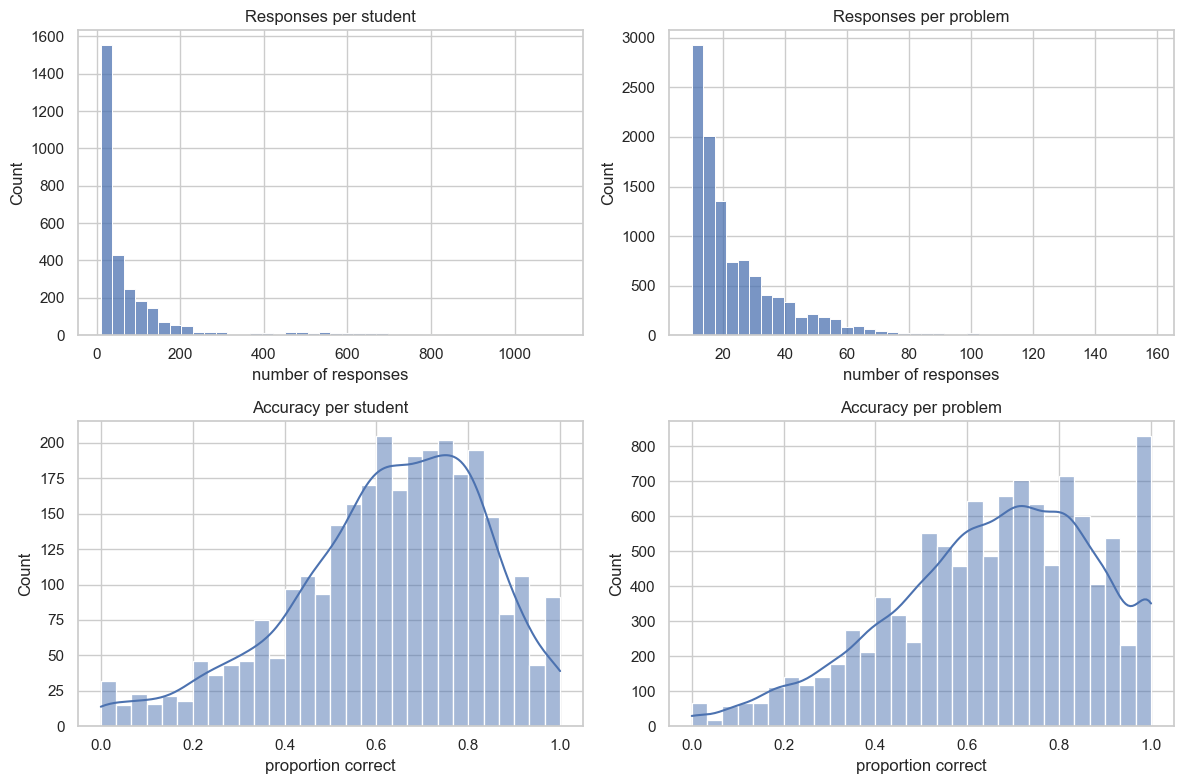 Responses per student
1600
1400
1200
1000
800
600
400
200
0
Count
0 200 400 600 800 1000
number of responses
Responses per problem
3000
2500
2000
1500
1000
500
0
Count
20 40 60 80 100 120 140 160
number of responses
Accuracy per student
200
175
150
125
100
75
50
25
0
Count
0.0 0.2 0.4 0.6 0.8 1.0
proportion correct
Accuracy per problem
800
700
600
500
400
300
200
100
0
Count
0.0 0.2 0.4 0.6 0.8 1.0
proportion correct